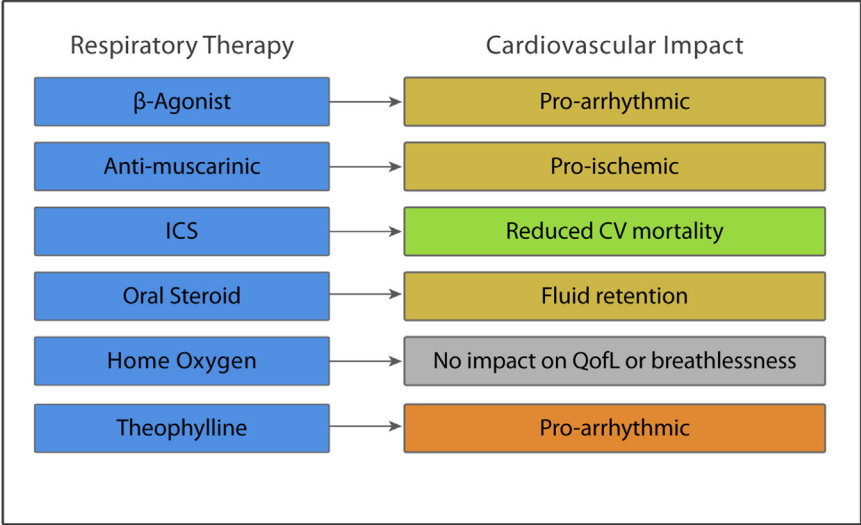 Respiratory Therapy
Cardiovascular Impact
β-Agonist
Pro-arrhythmic
Anti-muscarinic
Pro-ischemic
ICS
Reduced CV mortality
Oral Steroid
Fluid retention
Home Oxygen
No impact on QofL or breathlessness
Theophylline
Pro-arrhythmic